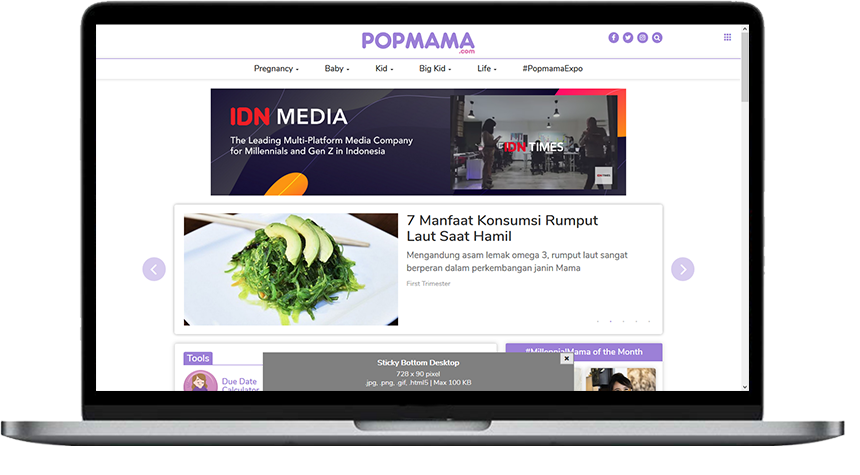 POPMAMA
.com
Pregnancy
Baby
Kid
Big Kid
Life
#PopmamaExpo
IDN MEDIA
The Leading Multi-Platform Media Company
for Millennials and Gen Z in Indonesia
IDN TIMES
IDN TIMES
7 Manfaat Konsumsi Rumput
Laut Saat Hamil
Mengandung asam lemak omega 3, rumput laut sangat
berperan dalam perkembangan janin Mama
First Trimester
Tools
Due Date
Calculator
#MillennialMama of the Month
Sticky Bottom Desktop
728 x 90 pixel
.jpg, .png, .gif, .html5 | Max 100 KB